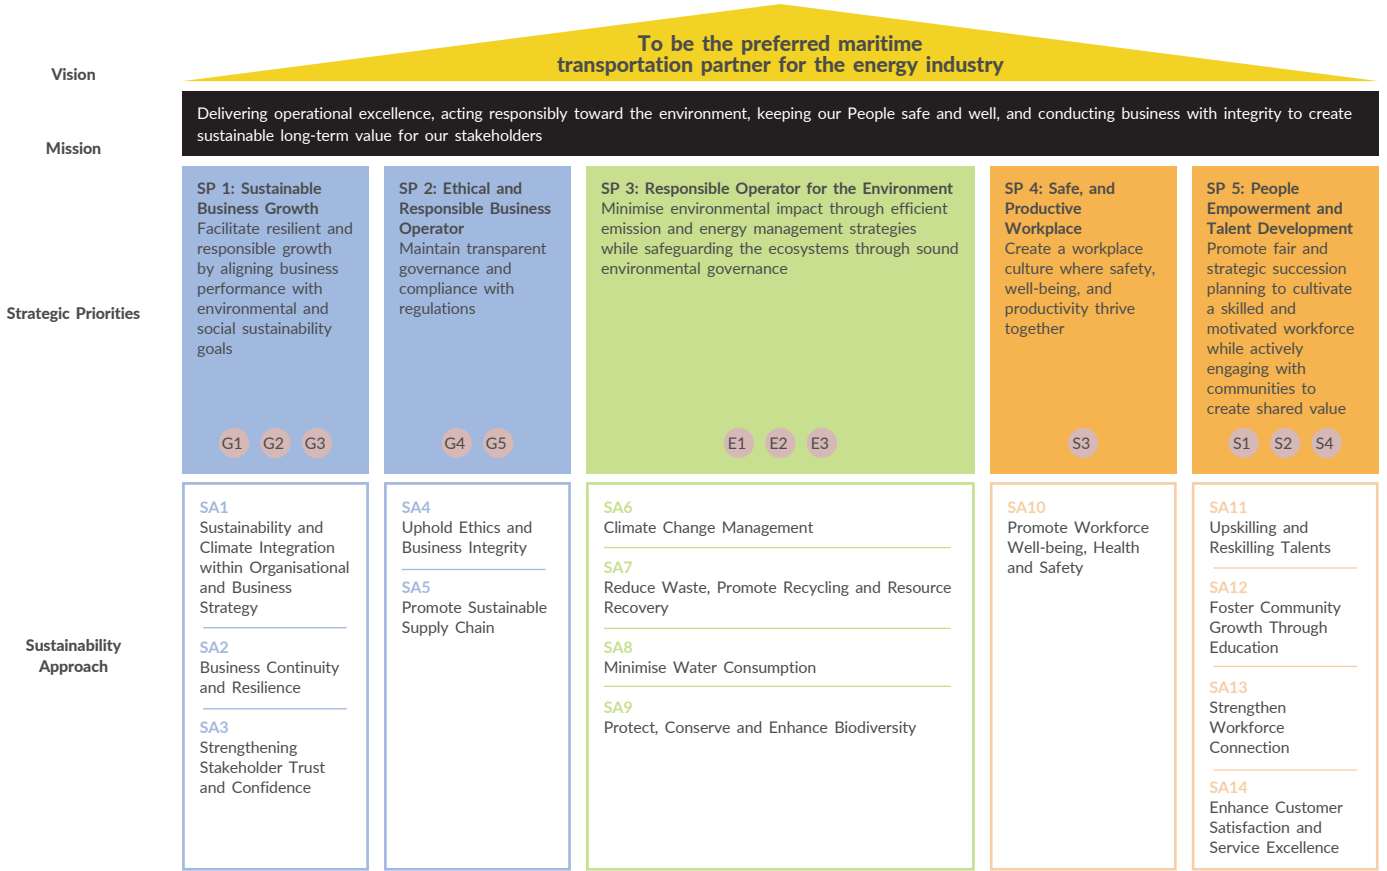 To be the preferred maritime
transportation partner for the energy industry
Vision
Delivering operational excellence, acting responsibly toward the environment, keeping our People safe and well, and conducting business with integrity to create
sustainable long-term value for our stakeholders
Mission
Strategic Priorities
SP 1: Sustainable
Business Growth
Facilitate resilient and
responsible growth
by aligning business
performance with
environmental and
social sustainability
goals
G1 G2 G3
SP 2: Ethical and
Responsible Business
Operator
Maintain transparent
governance and
compliance with
regulations
G4 G5
SP 3: Responsible Operator for the Environment
Minimise environmental impact through efficient
emission and energy management strategies
while safeguarding the ecosystems through sound
environmental governance
E1 E2 E3
SP 4: Safe, and
Productive
Workplace
Create a workplace
culture where safety,
well-being, and
productivity thrive
together
S3
SP 5: People
Empowerment and
Talent Development
Promote fair and
strategic succession
planning to cultivate
a skilled and
motivated workforce
while actively
engaging with
communities to
create shared value
S1 S2 S4
Sustainability
Approach
SA1
Sustainability and
Climate Integration
within Organisational
and Business
Strategy
SA2
Business Continuity
and Resilience
SA3
Strengthening
Stakeholder Trust
and Confidence
SA4
Uphold Ethics and
Business Integrity
SA5
Promote Sustainable
Supply Chain
SA6
Climate Change Management
SA7
Reduce Waste, Promote Recycling and Resource
Recovery
SA8
Minimise Water Consumption
SA9
Protect, Conserve and Enhance Biodiversity
SA10
Promote Workforce
Well-being, Health
and Safety
SA11
Upskilling and
Reskilling Talents
SA12
Foster Community
Growth Through
Education
SA13
Strengthen
Workforce
Connection
SA14
Enhance Customer
Satisfaction and
Service Excellence